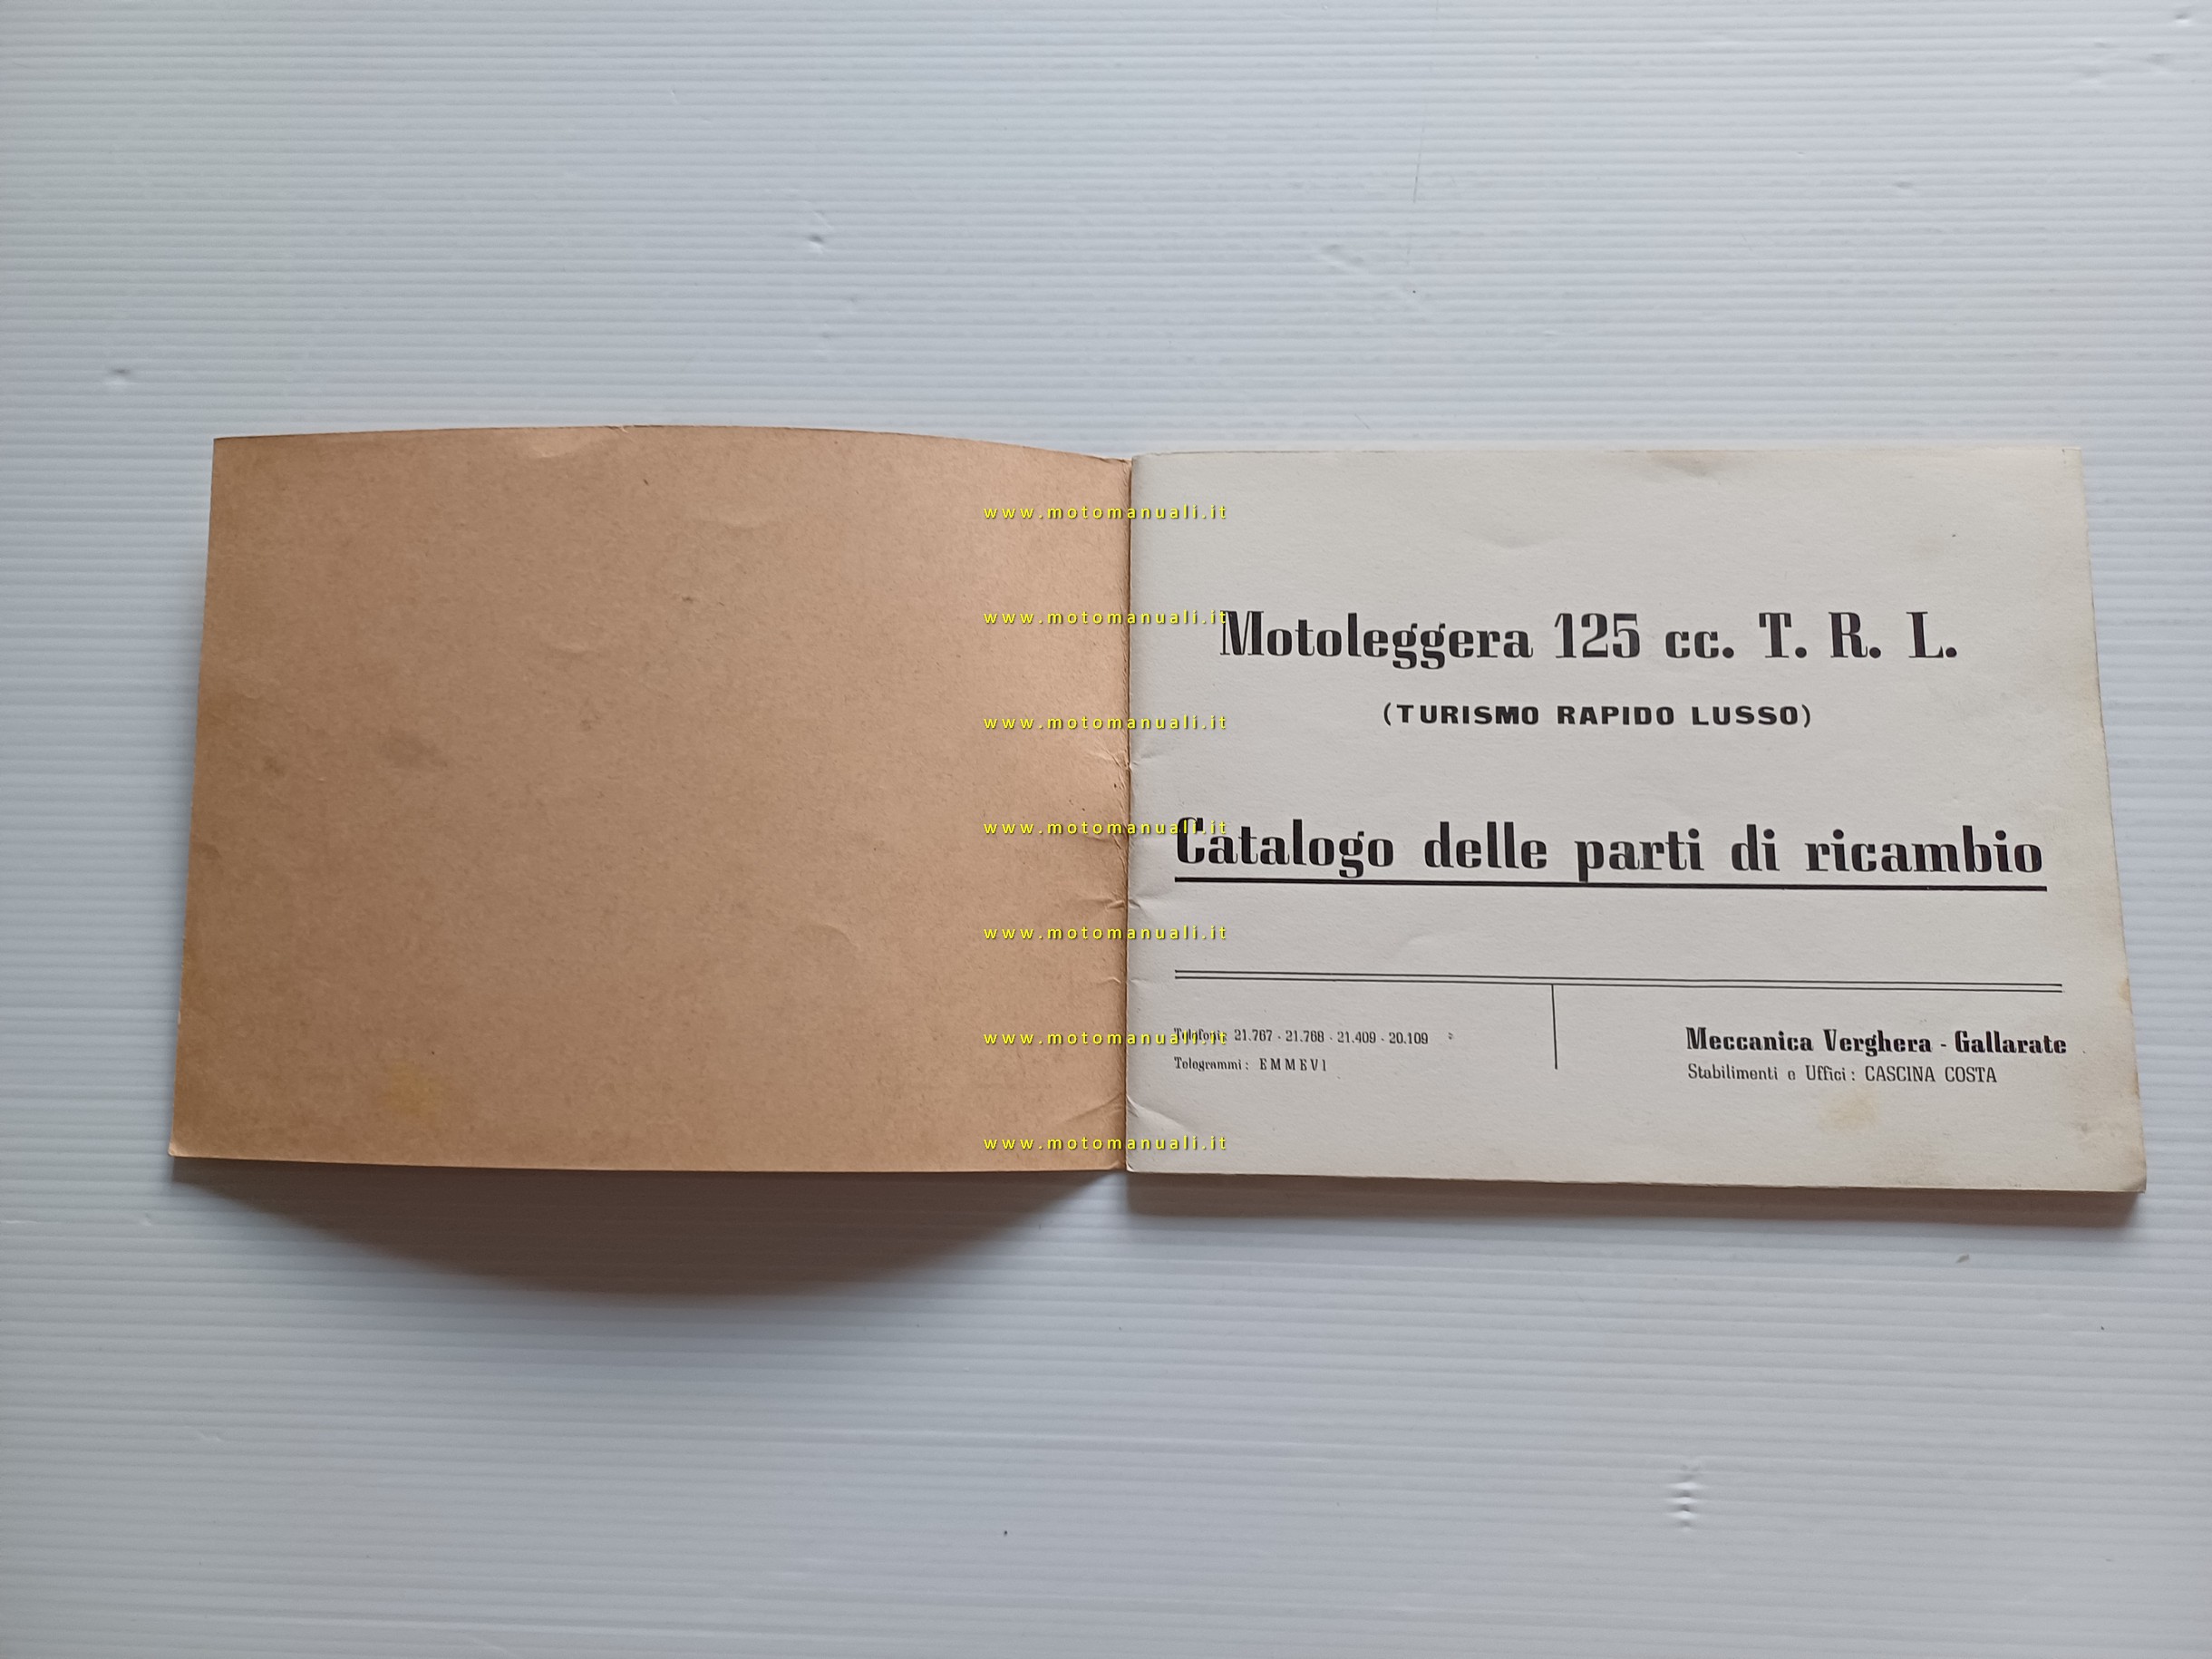 www.motomanuali.it
www.motomanuali.it
Motoleggera 125 cc. T. R. L.
www.motomanuali.it
(TURISMO RAPIDO LUSSO)
www.motomanuali.it
Catalogo delle parti di ricambio
www.motomanuali.it
www.motomanuali.it
Telefoni: 21.767 - 21.768 - 21.409 - 20.109
Telegrammi: EMMEVI
Meccanica Verghera - Gallarate
Stabilimenti e Uffici: CASCINA COSTA
www.motomanuali.it